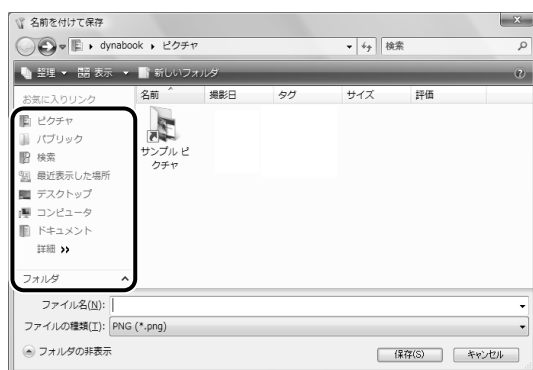 名前を付けて保存
dynabook ピクチャ 検索
整理 表示 新しいフォルダ
お気に入りリンク
名前 撮影日 タグ サイズ 評価
ピクチャ
パブリック
検索
最近表示した場所
デスクトップ
コンピュータ
ドキュメント
詳細 >>
フォルダ
サンプル ピ
クチャ
ファイル名(N):
ファイルの種類(T): PNG (*.png)
フォルダの非表示
保存(S) キャンセル